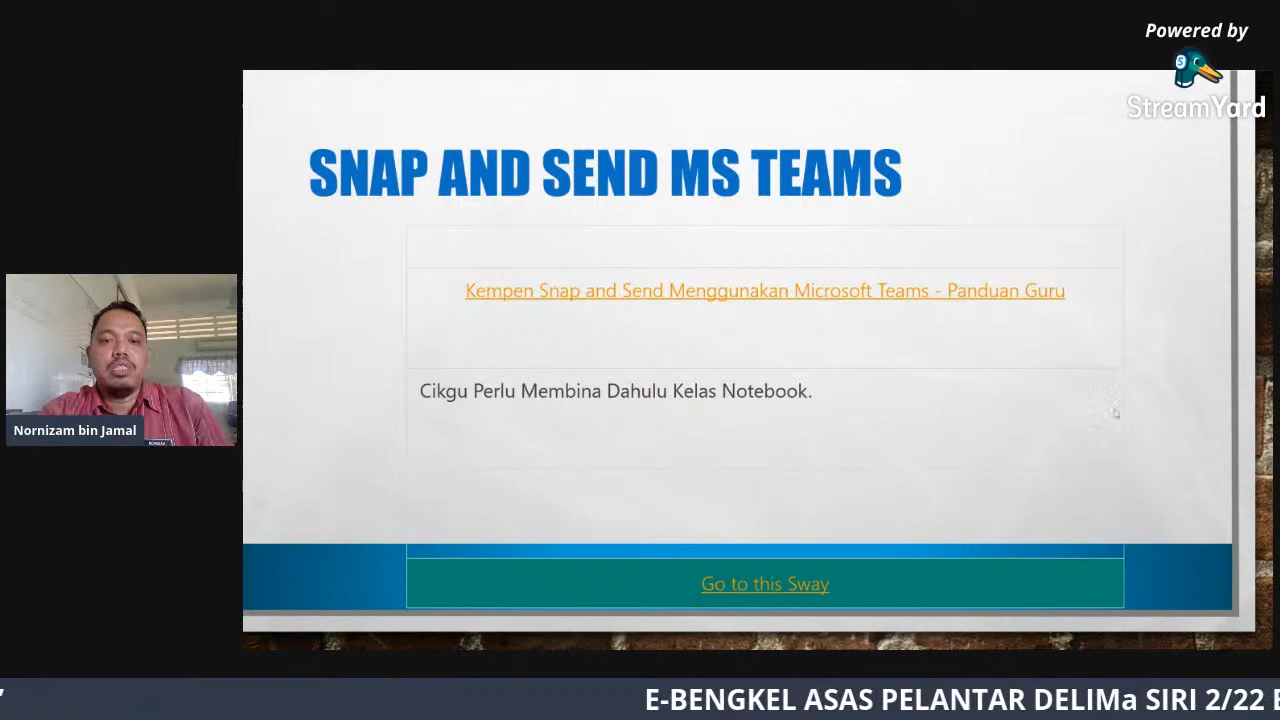 Powered by
StreamYard
SNAP AND SEND MS TEAMS
Kempen Snap and Send Menggunakan Microsoft Teams - Panduan Guru
Cikgu Perlu Membina Dahulu Kelas Notebook.
Nornizam bin Jamal
Go to this Sway
E-BENGKEL ASAS PELANTAR DELIMa SIRI 2/22